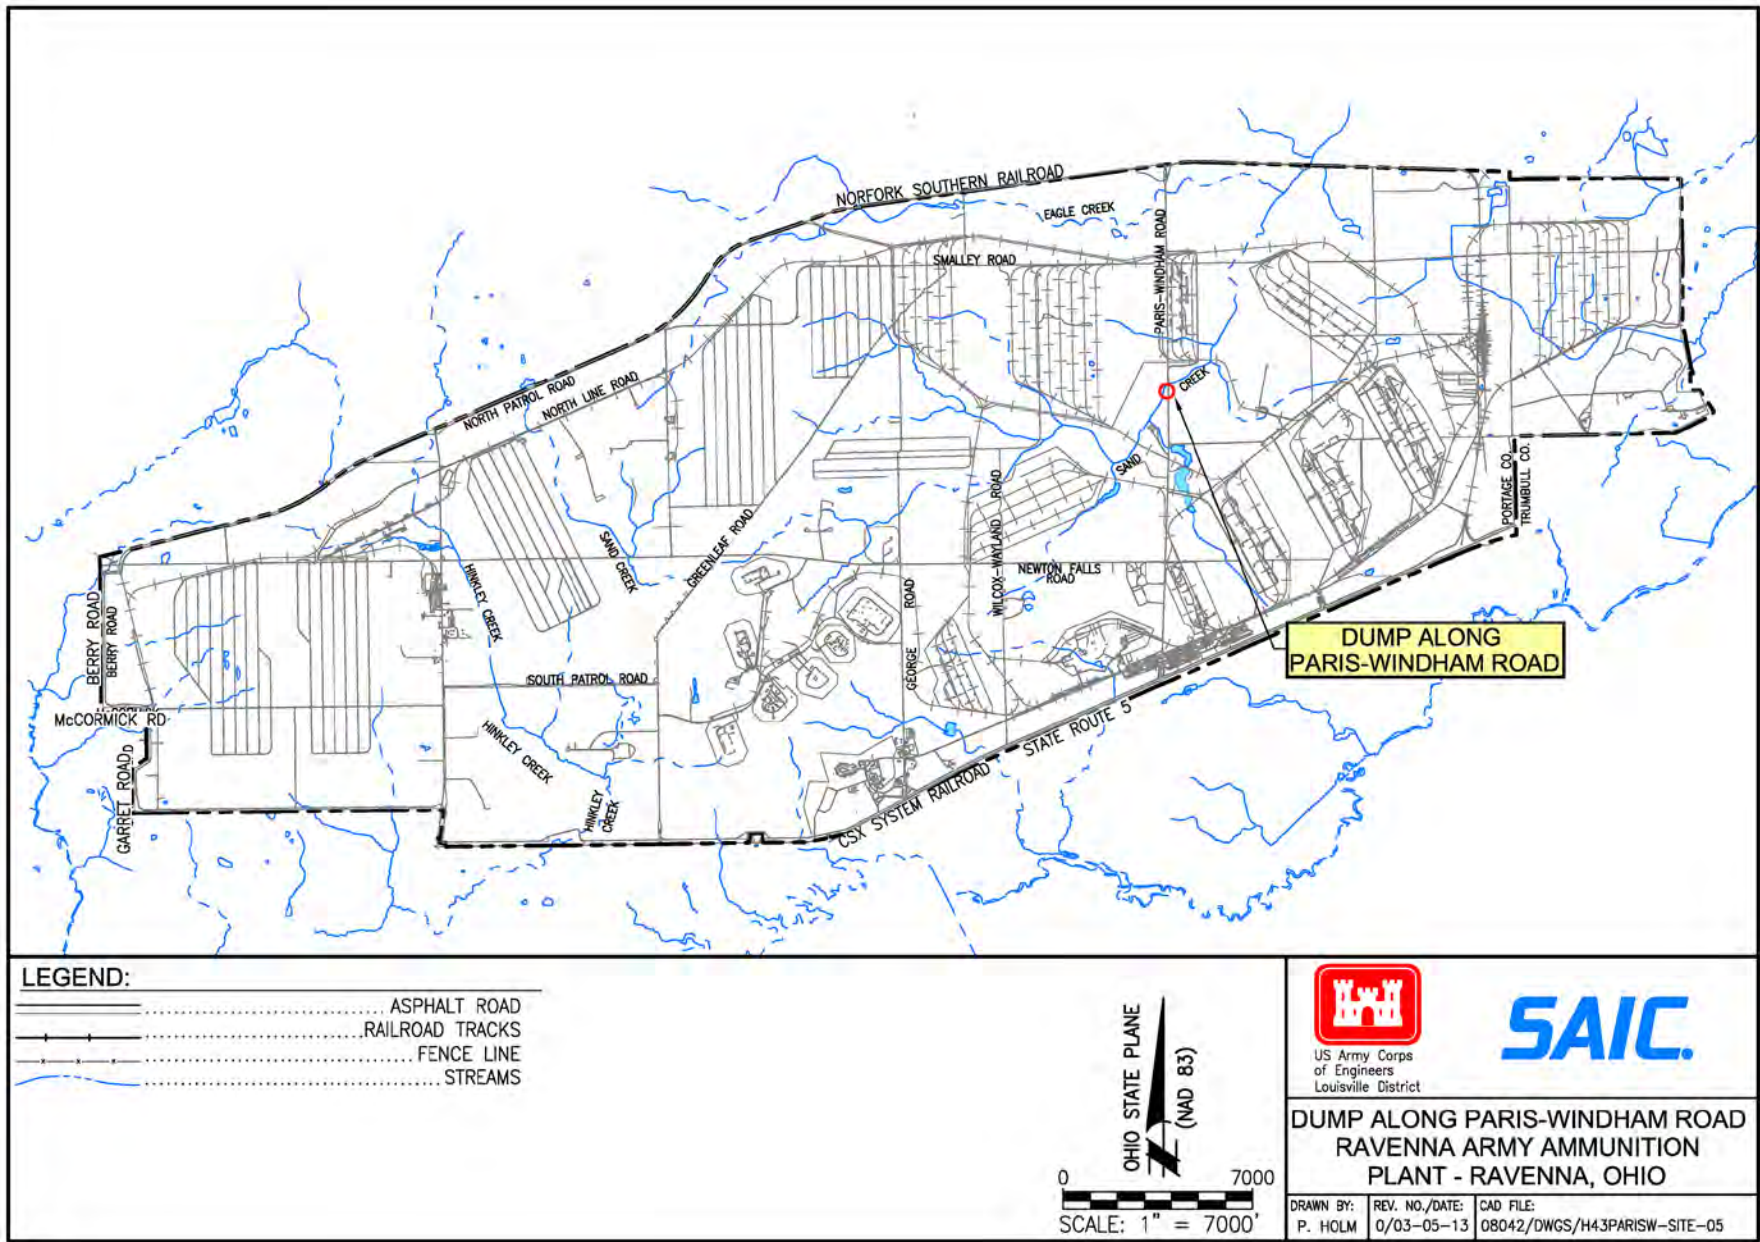 NORFORK SOUTHERN RAILROAD
EAGLE CREEK
PARIS-WINDHAM ROAD
SMALLEY ROAD
NORTH PATROL ROAD
NORTH LINE ROAD
CREEK
SAND
PORTAGE CO.
TRUMBULL CO.
GREENLEAF ROAD
SAND CREEK
HINKLEY CREEK
WILCOX-WAYLAND ROAD
NEWTON FALLS
ROAD
GEORGE ROAD
BERRY ROAD
BERRY ROAD
DUMP ALONG
PARIS-WINDHAM ROAD
SOUTH PATROL ROAD
McCORMICK
McCORMICK RD
HINKLEY CREEK
STATE ROUTE 5
GARRET ROAD
D
HINKLEY
CREEK
CSX SYSTEM RAILROAD
LEGEND:
ASPHALT ROAD
RAILROAD TRACKS
FENCE LINE
STREAMS
OHIO STATE PLANE
(NAD 83)
0 7000
SCALE: 1" = 7000'
US Army Corps
of Engineers
Louisville District
SAIC.
DUMP ALONG PARIS-WINDHAM ROAD
RAVENNA ARMY AMMUNITION
PLANT - RAVENNA, OHIO
DRAWN BY:
P. HOLM
REV. NO./DATE:
0/03-05-13
CAD FILE:
08042/DWGS/H43PARISW-SITE-05